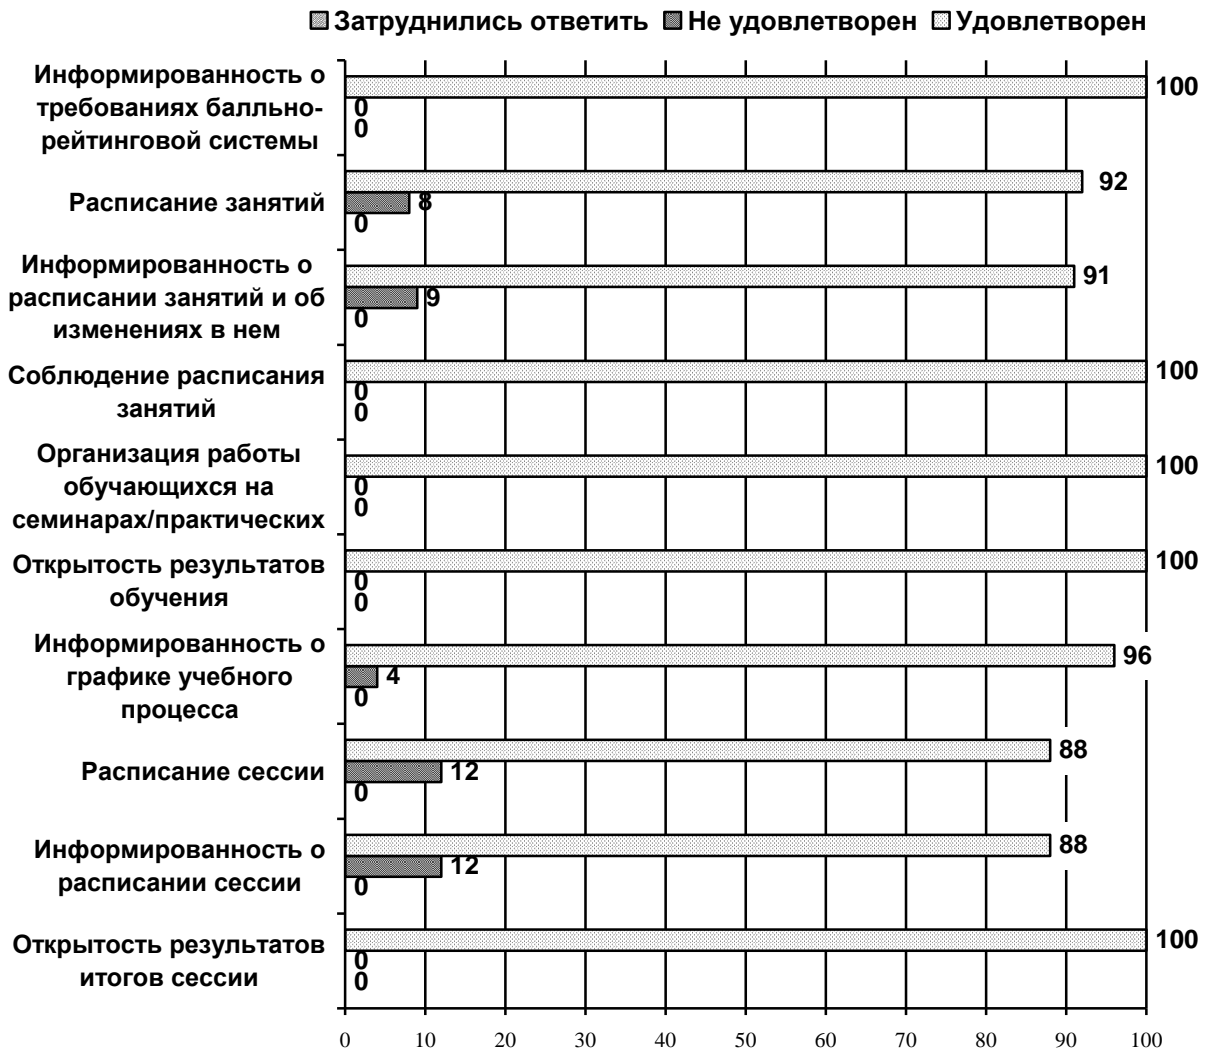 Затруднились ответить Не удовлетворен Удовлетворен
Информированность о
требованиях балльно-
рейтинговой системы
100
0
0
Расписание занятий
92
8
0
Информированность о
расписании занятий и об
изменениях в нем
91
9
0
Соблюдение расписания
занятий
100
0
0
Организация работы
обучающихся на
семинарах/практических
100
0
0
Открытость результатов
обучения
100
0
0
Информированность о
графике учебного
процесса
96
4
0
Расписание сессии
88
12
0
Информированность о
расписании сессии
88
12
0
Открытость результатов
итогов сессии
100
0
0
0 10 20 30 40 50 60 70 80 90 100